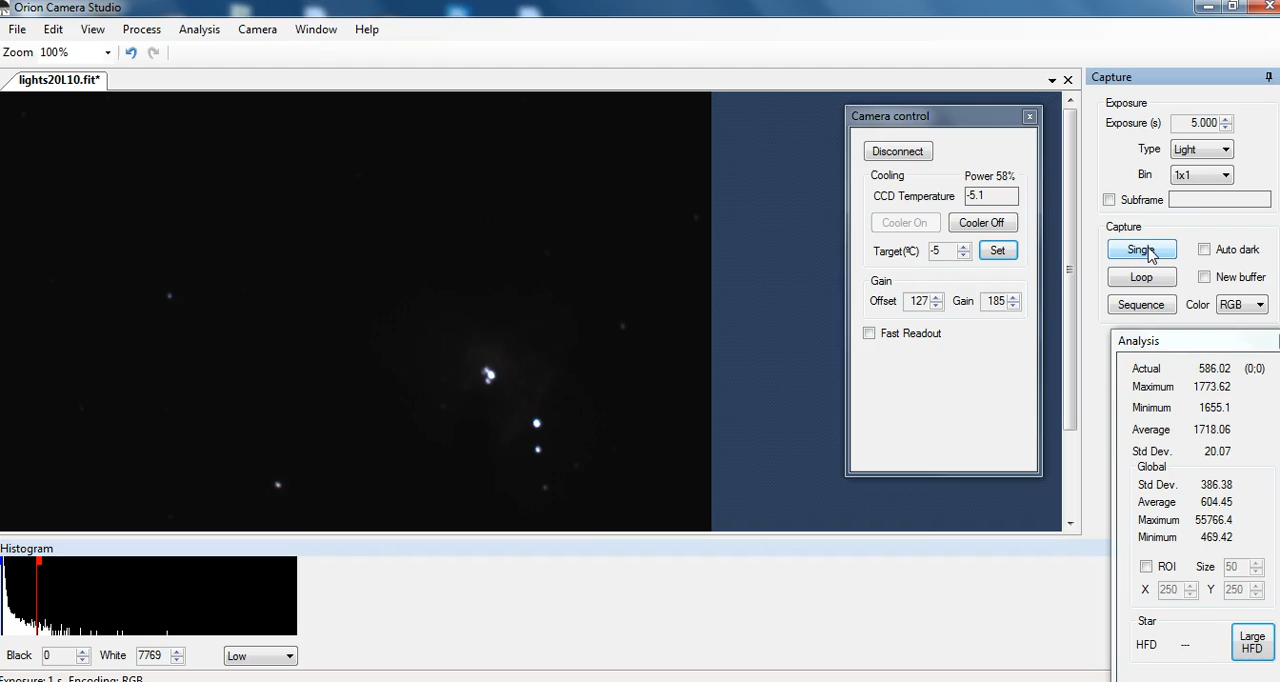 Orion Camera Studio
File Edit View Process Analysis Camera Window Help
Zoom 100%
lights20L10.fit*
Camera control
Disconnect
Cooling Power 58%
CCD Temperature -5.1
Cooler On Cooler Off
Target(ºC) -5 Set
Gain
Offset 127 Gain 185
Fast Readout
Capture
Exposure
Exposure (s) 5.000
Type Light
Bin 1x1
Subframe
Capture
Single Auto dark
Loop New buffer
Sequence Color RGB
Analysis
Actual 586.02 (0;0)
Maximum 1773.62
Minimum 1655.1
Average 1718.06
Std Dev. 20.07
Global
Std Dev. 386.38
Average 604.45
Maximum 55766.4
Minimum 469.42
ROI Size 50
X 250 Y 250
Star
HFD --- Large HFD
Histogram
Black 0 White 7769 Low
Exposure: 1 s, Encoding: RGB